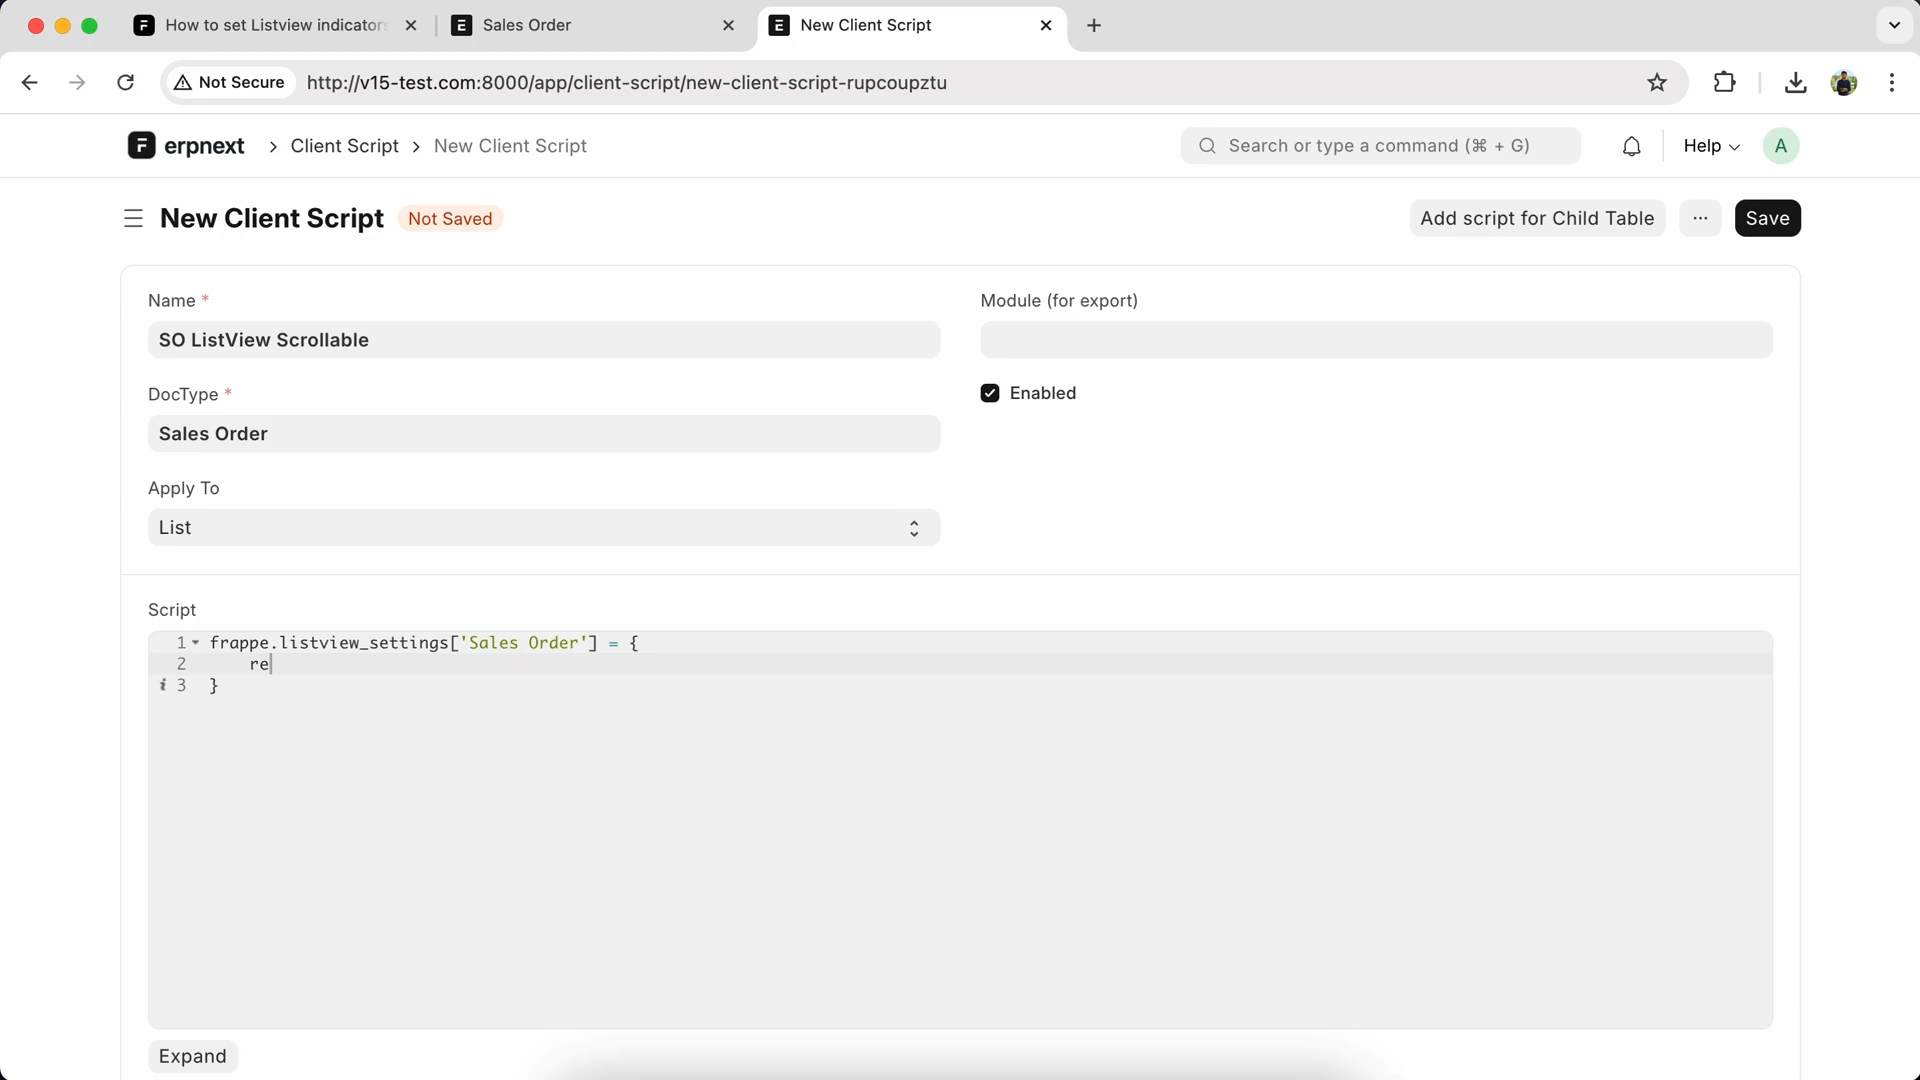 How to set Listview indicators
Sales Order
New Client Script
Not Secure
http://v15-test.com:8000/app/client-script/new-client-script-rupcoupztu
erpnext
Client Script
New Client Script
Search or type a command (⌘ + G)
Help
A
New Client Script
Not Saved
Add script for Child Table
···
Save
Name *
SO ListView Scrollable
Module (for export)
DocType *
Sales Order
Enabled
Apply To
List
Script
1 frappe.listview_settings['Sales Order'] = {
2     re
i 3 }
Expand